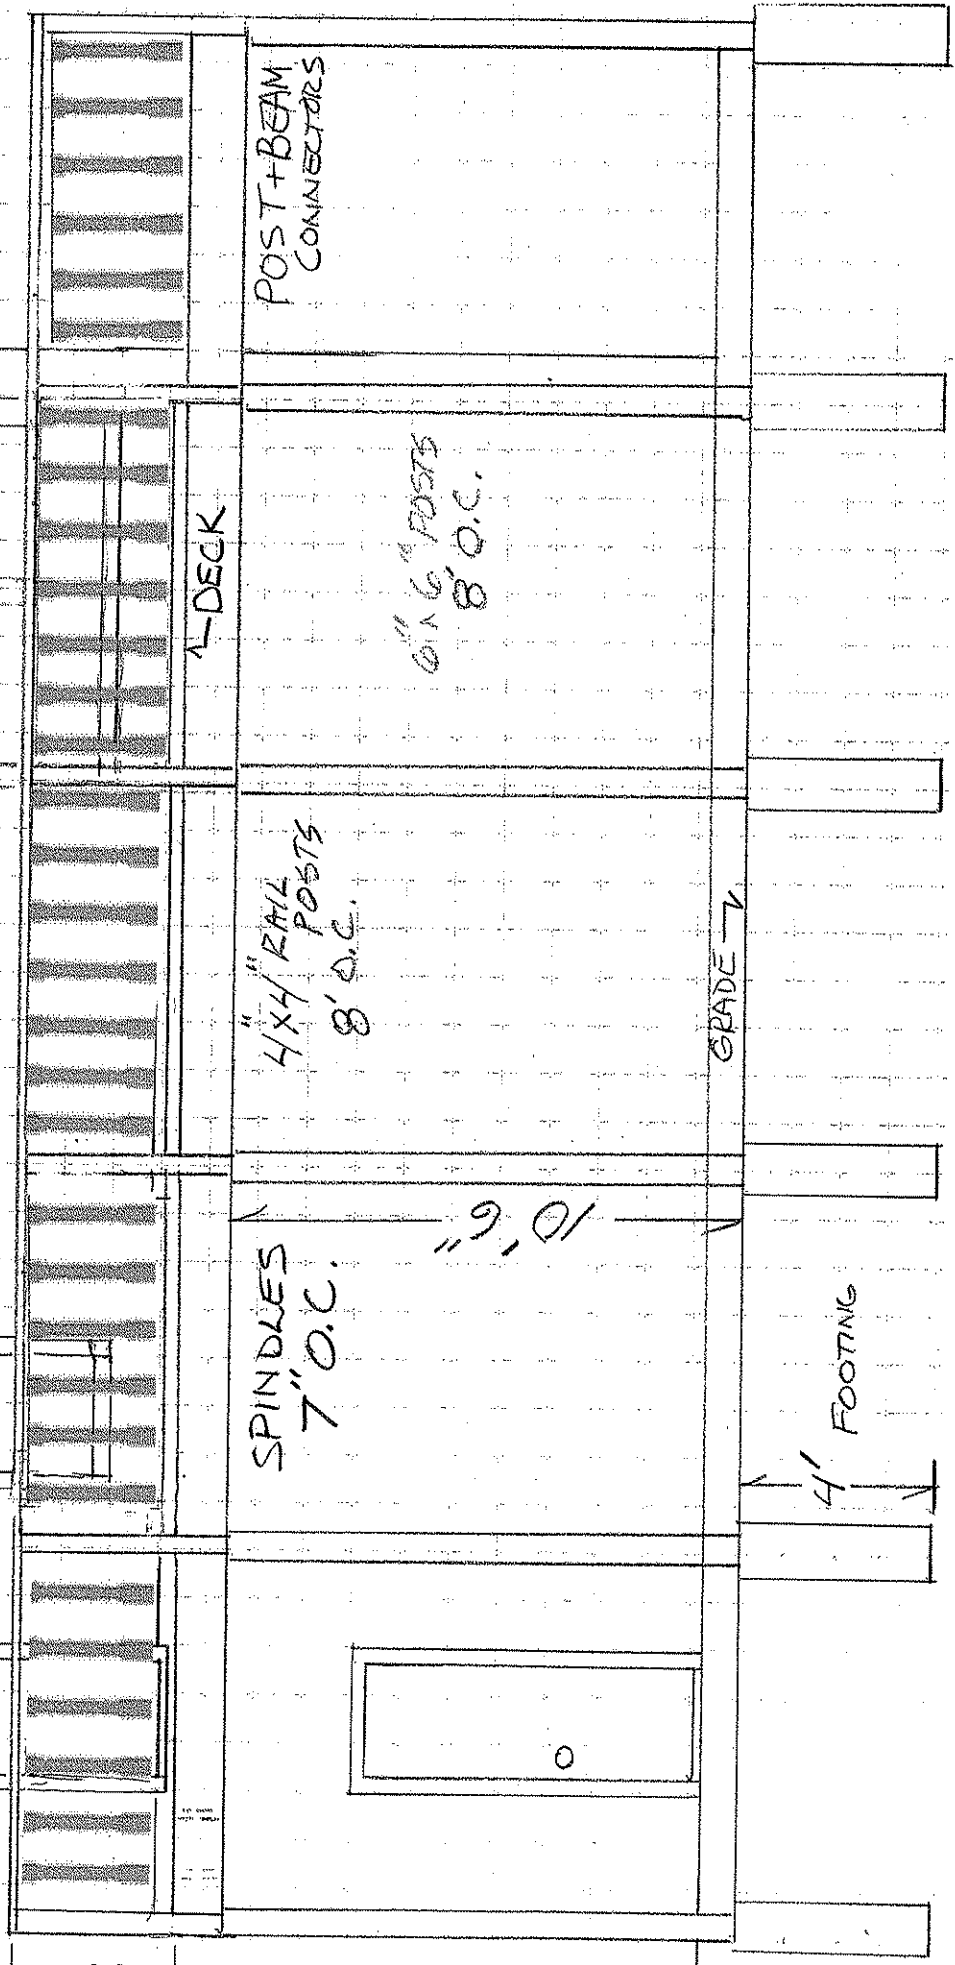 POST+BEAM
CONNECTORS
←DECK
6"x6" POSTS
8' O.C.
4"X4" RAIL
POSTS
8' O.C.
GRADE
SPINDLES
7" O.C.
10'6"
4'
FOOTING